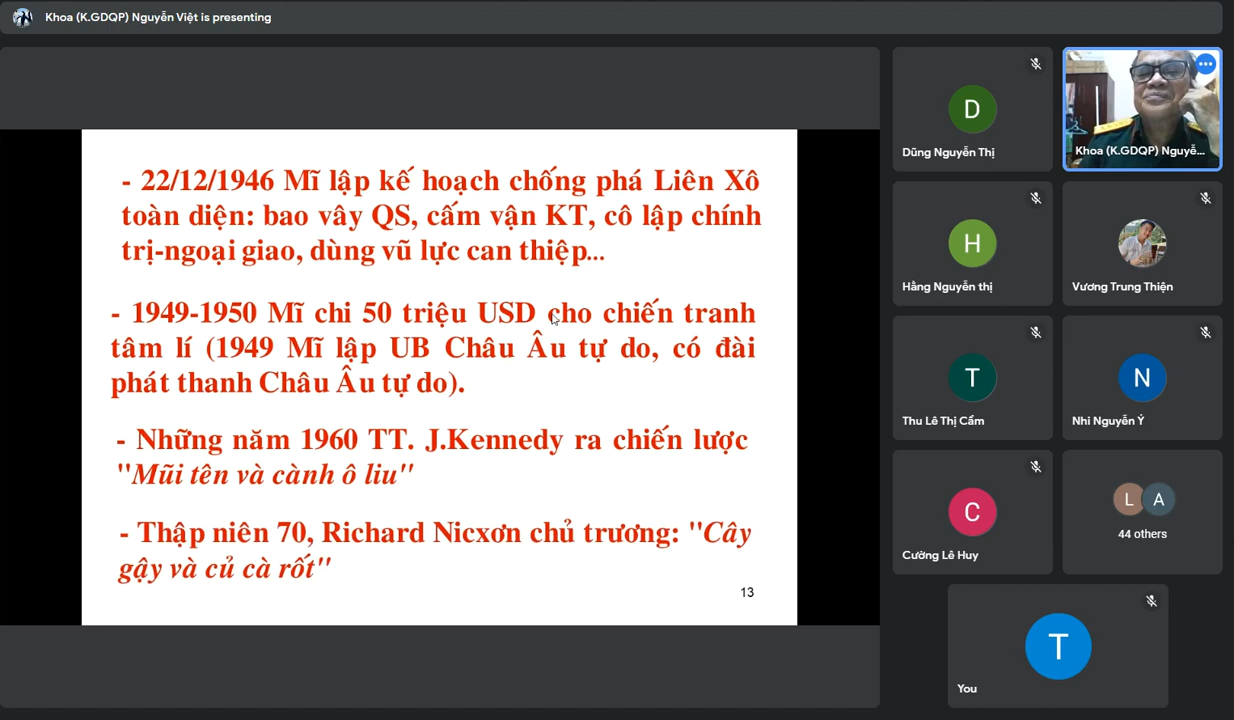 Khoa (K.GDQP) Nguyễn Việt is presenting
- 22/12/1946 Mĩ lập kế hoạch chống phá Liên Xô
toàn diện: bao vây QS, cấm vận KT, cô lập chính
trị-ngoại giao, dùng vũ lực can thiệp...
- 1949-1950 Mĩ chi 50 triệu USD cho chiến tranh
tâm lí (1949 Mĩ lập UB Châu Âu tự do, có đài
phát thanh Châu Âu tự do).
- Những năm 1960 TT. J.Kennedy ra chiến lược
"Mũi tên và cành ô liu"
- Thập niên 70, Richard Nicxơn chủ trương: "Cây
gậy và củ cà rốt"
13
D
Dũng Nguyễn Thị
Khoa (K.GDQP) Nguyễ...
H
Hằng Nguyễn thị
Vương Trung Thiện
T
Thu Lê Thị Cẩm
N
Nhi Nguyễn Ý
C
Cường Lê Huy
L A
44 others
T
You